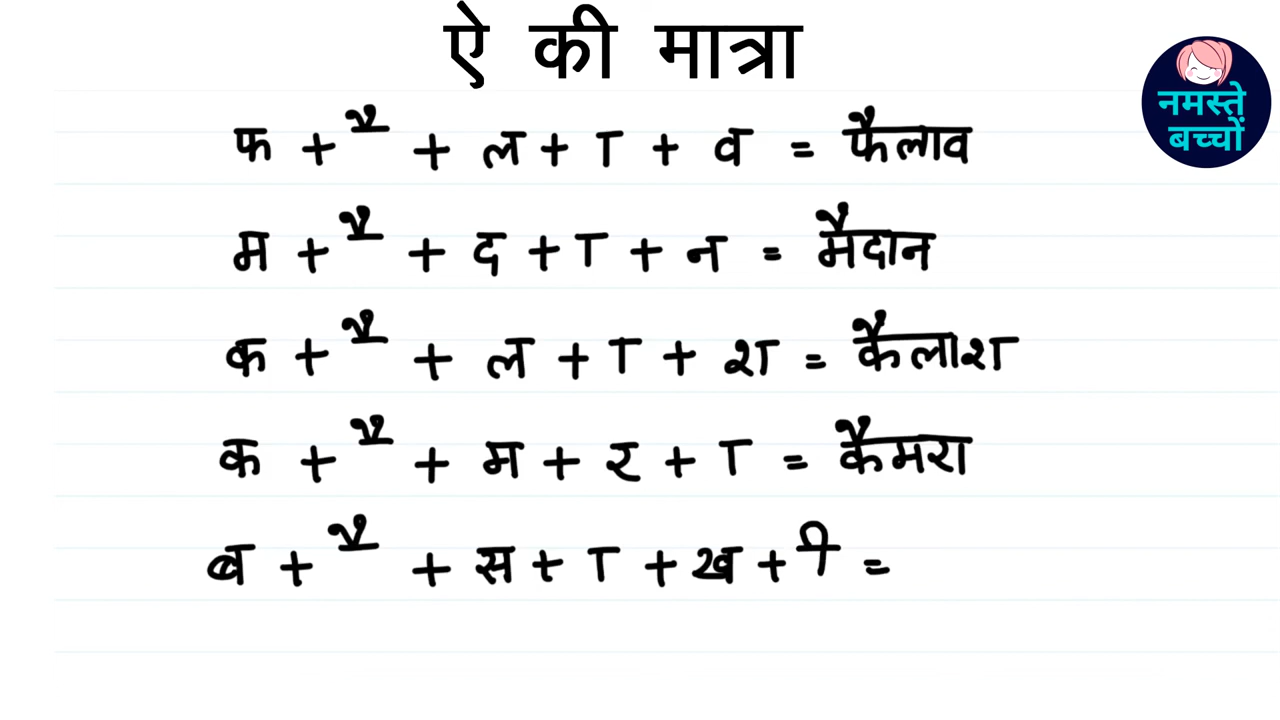 ऐ की मात्रा
नमस्ते
बच्चों
फ + ै + ल + ा + व = फैलाव
म + ै + द + ा + न = मैदान
क + ै + ल + ा + श = कैलाश
क + ै + म + र + ा = कैमरा
ब + ै + स + ा + ख + ी =